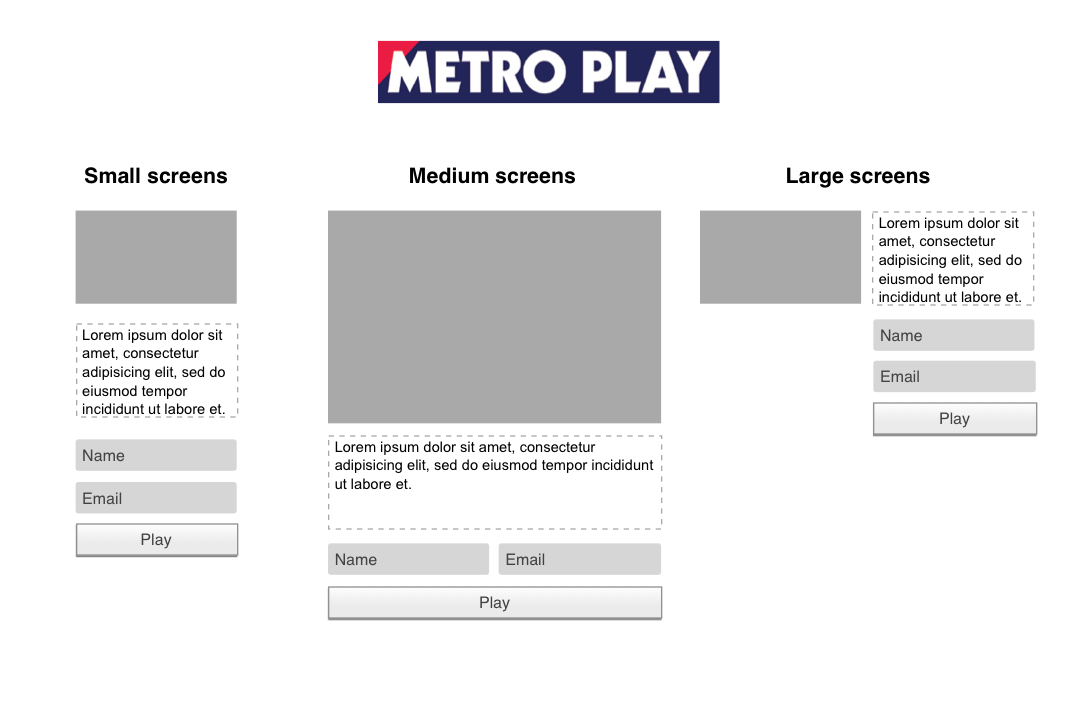 METRO PLAY
Small screens
Lorem ipsum dolor sit
amet, consectetur
adipisicing elit, sed do
eiusmod tempor
incididunt ut labore et.
Name
Email
Play
Medium screens
Lorem ipsum dolor sit amet, consectetur
adipisicing elit, sed do eiusmod tempor incididunt
ut labore et.
Name
Email
Play
Large screens
Lorem ipsum dolor sit
amet, consectetur
adipisicing elit, sed do
eiusmod tempor
incididunt ut labore et.
Name
Email
Play